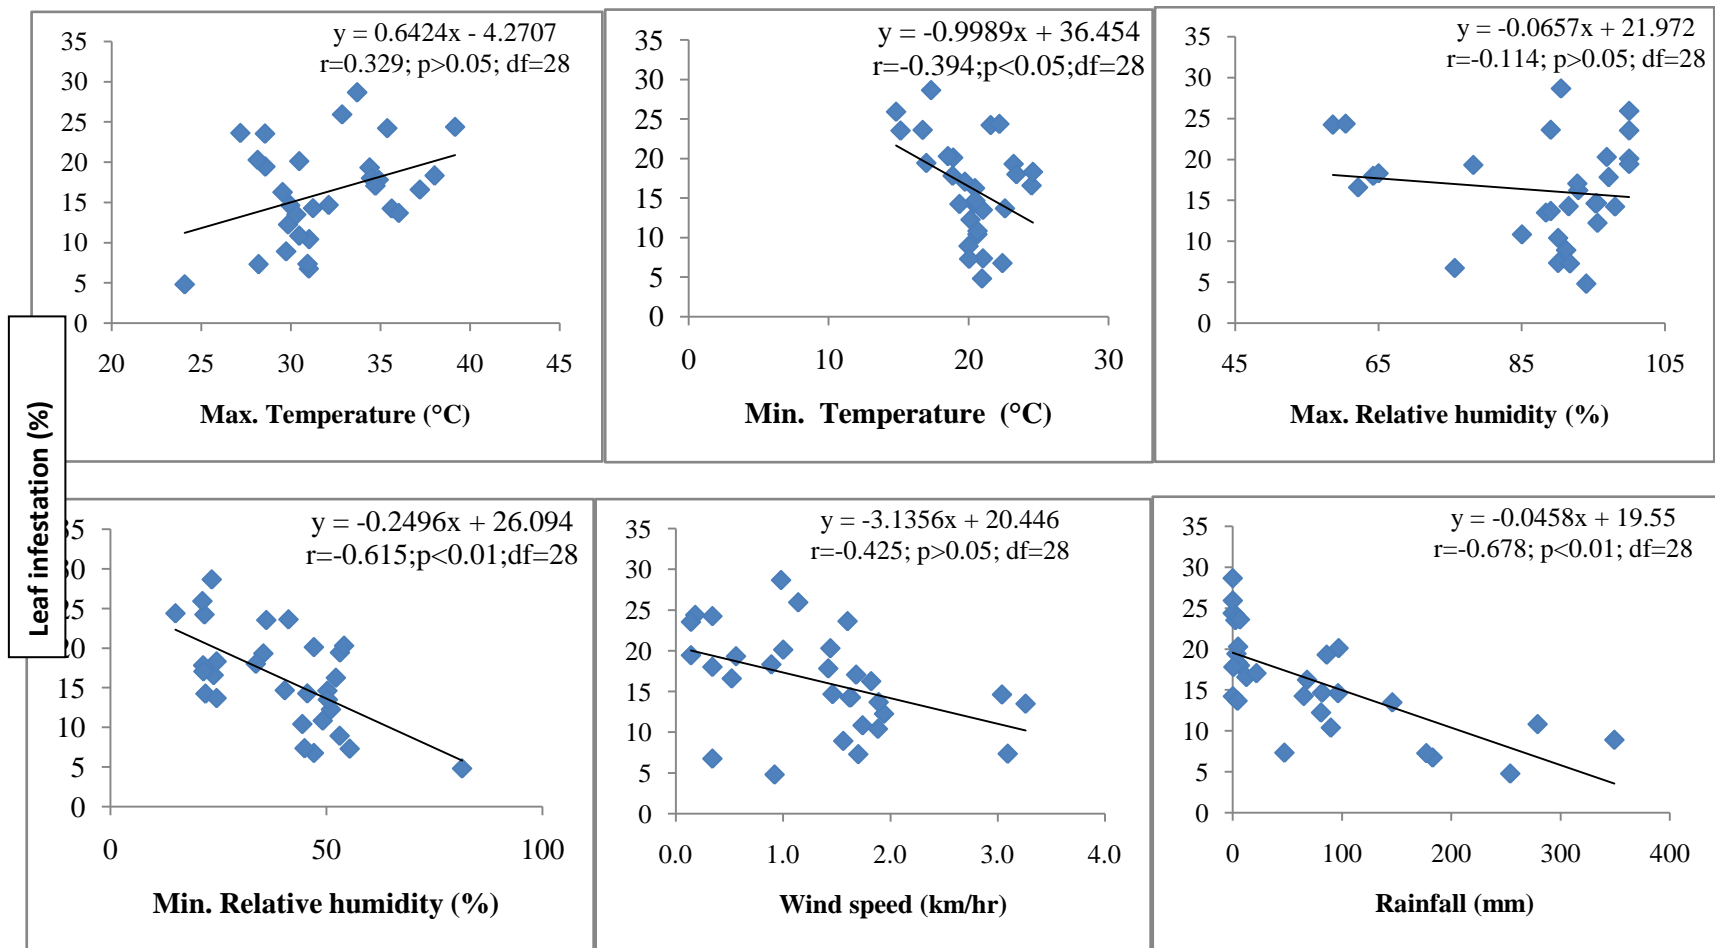 Leaf infestation (%)
y = 0.6424x - 4.2707
r=0.329; p>0.05; df=28
35
30
25
20
15
10
5
0
20 25 30 35 40 45
Max. Temperature (°C)
y = -0.9989x + 36.454
r=-0.394;p<0.05;df=28
35
30
25
20
15
10
5
0
0 10 20 30
Min. Temperature (°C)
y = -0.0657x + 21.972
r=-0.114; p>0.05; df=28
35
30
25
20
15
10
5
0
45 65 85 105
Max. Relative humidity (%)
y = -0.2496x + 26.094
r=-0.615;p<0.01;df=28
35
30
25
20
15
10
5
0
0 50 100
Min. Relative humidity (%)
y = -3.1356x + 20.446
r=-0.425; p>0.05; df=28
35
30
25
20
15
10
5
0
0.0 1.0 2.0 3.0 4.0
Wind speed (km/hr)
y = -0.0458x + 19.55
r=-0.678; p<0.01; df=28
35
30
25
20
15
10
5
0
0 100 200 300 400
Rainfall (mm)